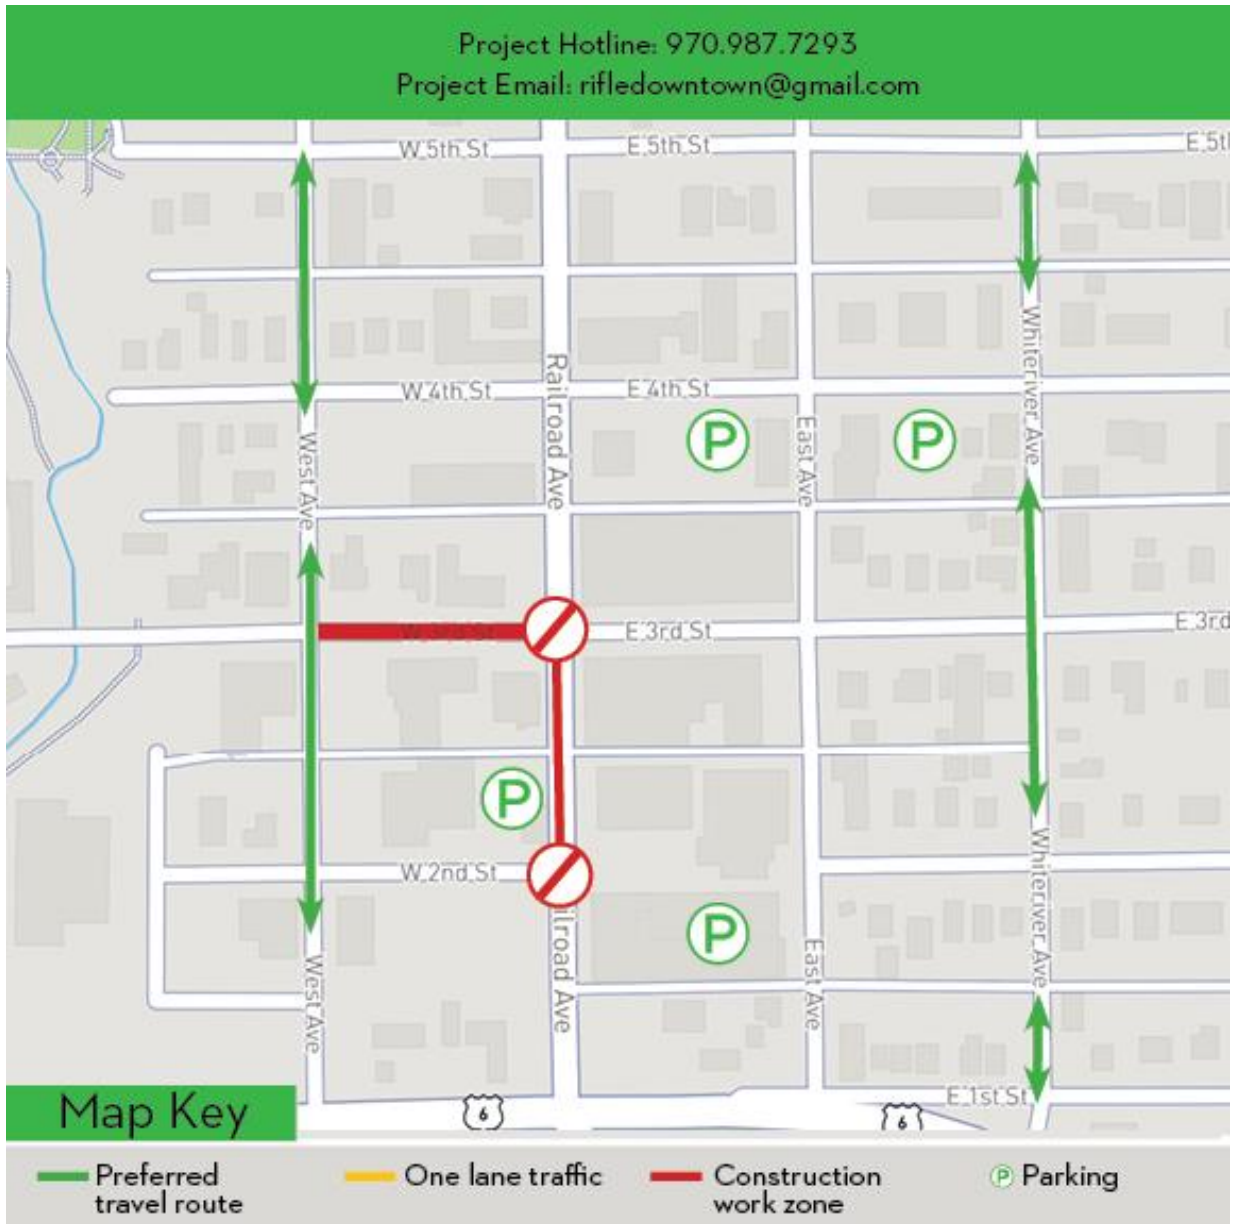 Project Hotline: 970.987.7293
Project Email: rifledowntown@gmail.com
W 5th St
E 5th St
E 5t
Railroad Ave
Whiteriver Ave
W 4th St
E 4th St
P
P
West Ave
East Ave
W 3rd St
E 3rd St
E 3rd
P
W 2nd St
P
ilroad Ave
Whiteriver Ave
West Ave
East Ave
E 1st St
6
6
Map Key
Preferred
travel route
One lane traffic
Construction
work zone
P Parking